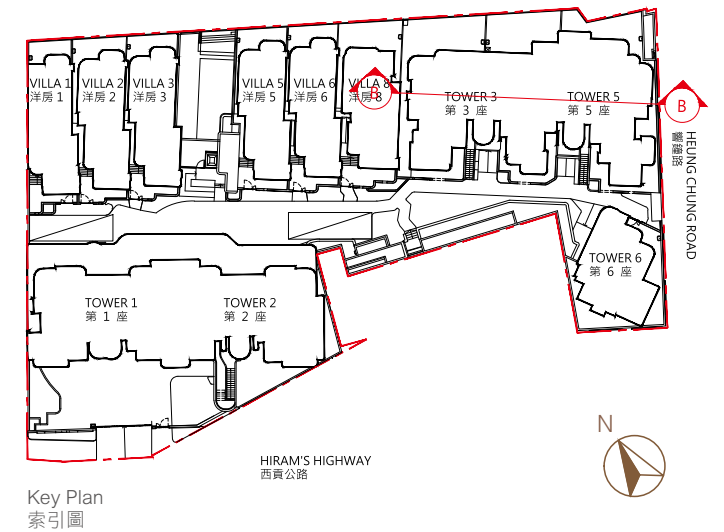 VILLA 1
洋房 1
VILLA 2
洋房 2
VILLA 3
洋房 3
VILLA 5
洋房 5
VILLA 6
洋房 6
VILLA 8
洋房 8
B
TOWER 3
第 3 座
TOWER 5
第 5 座
B
HEUNG CHUNG ROAD
響鐘路
TOWER 6
第 6 座
TOWER 1
第 1 座
TOWER 2
第 2 座
HIRAM'S HIGHWAY
西貢公路
N
Key Plan
索引圖